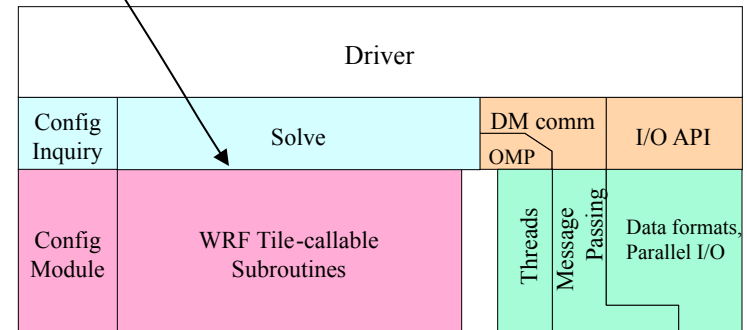 Driver
Config
Inquiry
Solve
DM comm
OMP
I/O API
Config
Module
WRF Tile-callable
Subroutines
Threads
Message
Passing
Data formats,
Parallel I/O